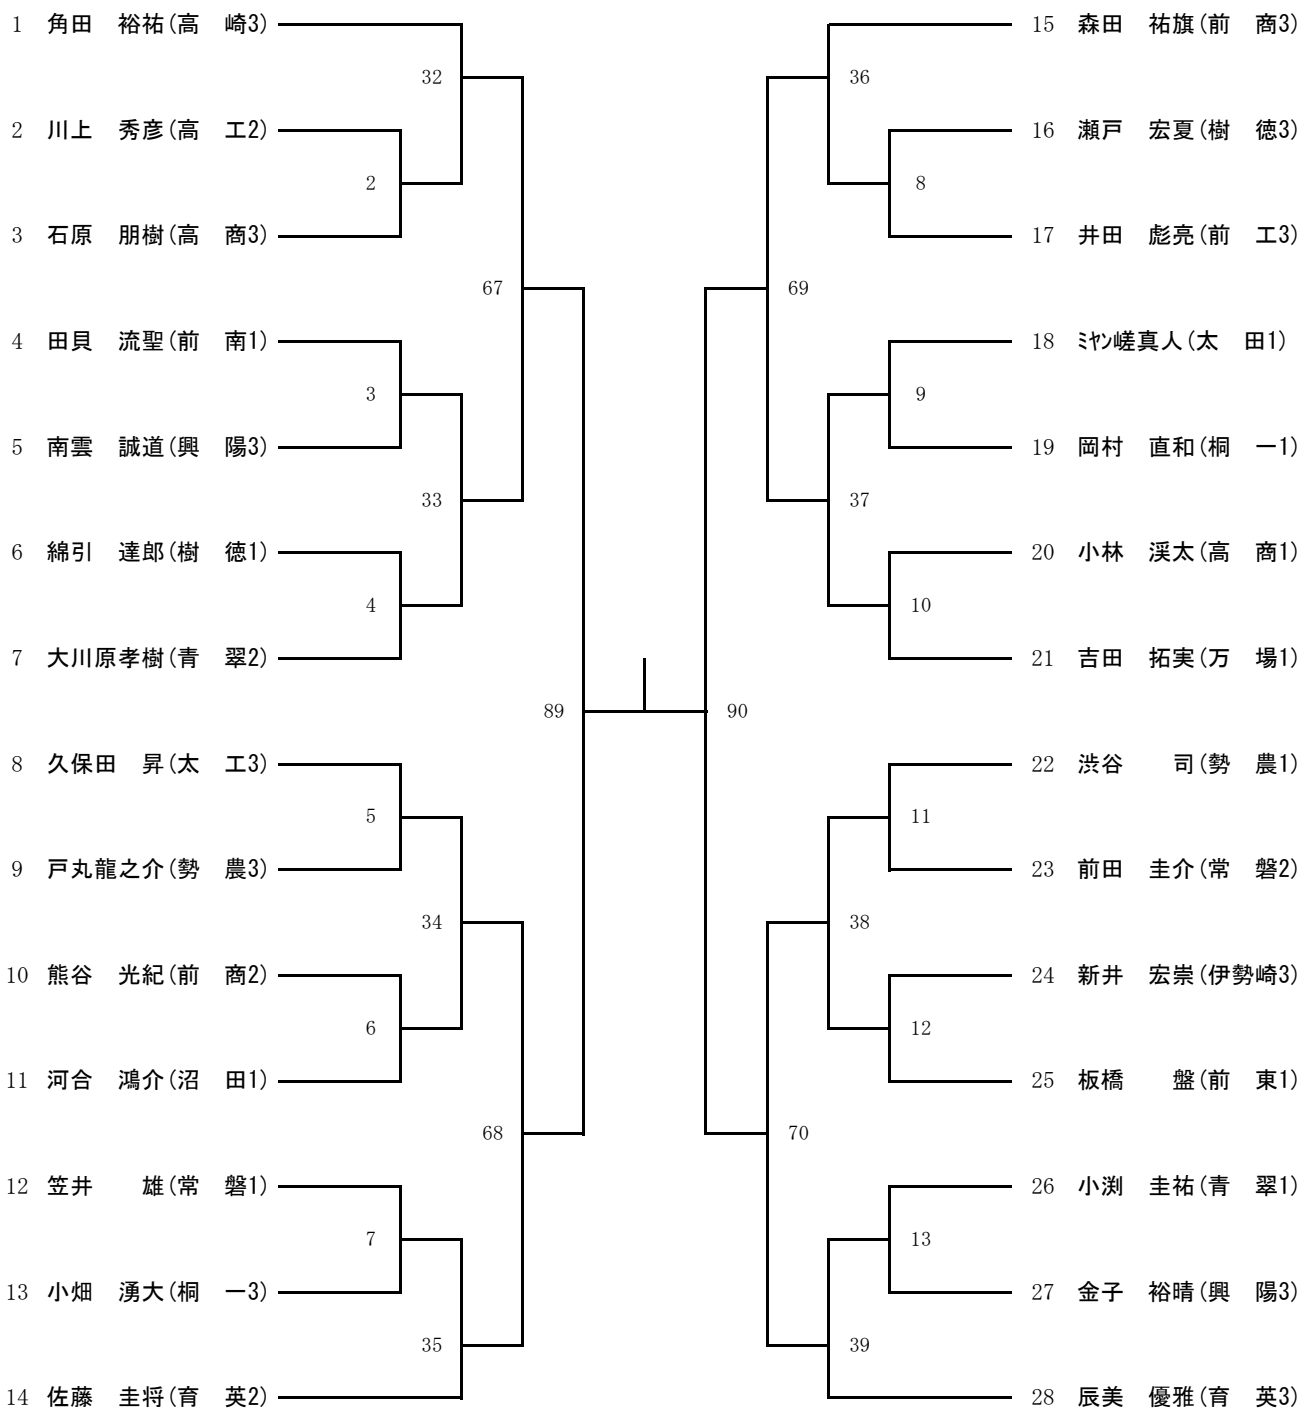 1 角田 裕祐(高 崎3)
32
2 川上 秀彦(高 工2)
2
3 石原 朋樹(高 商3)
67
4 田貝 流聖(前 南1)
3
5 南雲 誠道(興 陽3)
33
6 綿引 達郎(樹 徳1)
4
7 大川原孝樹(青 翠2)
89
8 久保田 昇(太 工3)
5
9 戸丸龍之介(勢 農3)
34
10 熊谷 光紀(前 商2)
6
11 河合 鴻介(沼 田1)
68
12 笠井 雄(常 磐1)
7
13 小畑 湧大(桐 一3)
35
14 佐藤 圭将(育 英2)
15 森田 祐旗(前 商3)
36
16 瀬戸 宏夏(樹 徳3)
8
17 井田 彪亮(前 工3)
69
18 ﾐﾔﾝ嵯真人(太 田1)
9
19 岡村 直和(桐 一1)
37
20 小林 渓太(高 商1)
10
21 吉田 拓実(万 場1)
90
22 渋谷 司(勢 農1)
11
23 前田 圭介(常 磐2)
38
24 新井 宏崇(伊勢崎3)
12
25 板橋 盤(前 東1)
70
26 小渕 圭祐(青 翠1)
13
27 金子 裕晴(興 陽3)
39
28 辰美 優雅(育 英3)